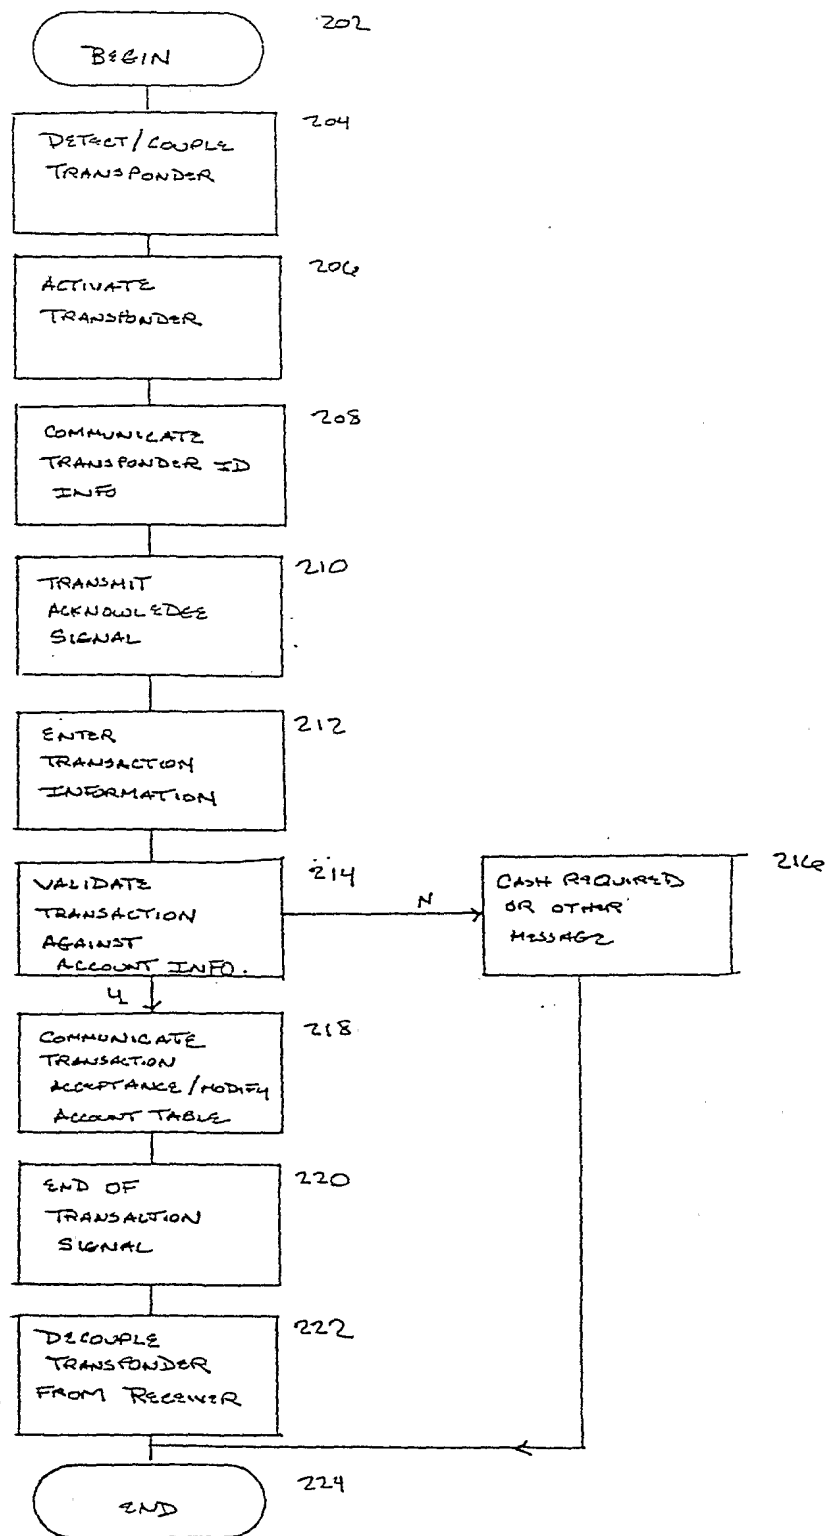 202
BEGIN
204
DETECT/COUPLE
TRANSPONDER
206
ACTIVATE
TRANSPONDER
208
COMMUNICATE
TRANSPONDER ID
INFO
210
TRANSMIT
ACKNOWLEDGE
SIGNAL
212
ENTER
TRANSACTION
INFORMATION
214
VALIDATE
TRANSACTION
AGAINST
ACCOUNT INFO.
N
216
CASH REQUIRED
OR OTHER
MESSAGE
Y
218
COMMUNICATE
TRANSACTION
ACCEPTANCE/MODIFY
ACCOUNT TABLE
220
END OF
TRANSACTION
SIGNAL
222
DECOUPLE
TRANSPONDER
FROM RECEIVER
224
END